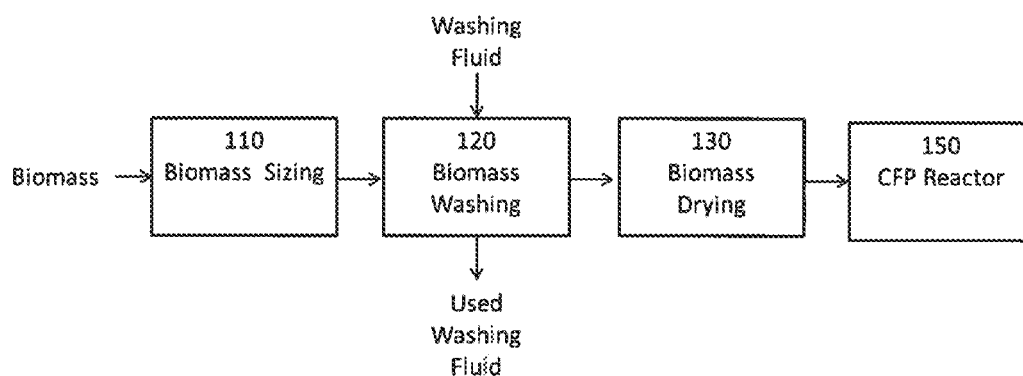 Washing
Fluid
Biomass
110
Biomass Sizing
120
Biomass
Washing
130
Biomass
Drying
150
CFP Reactor
Used
Washing
Fluid